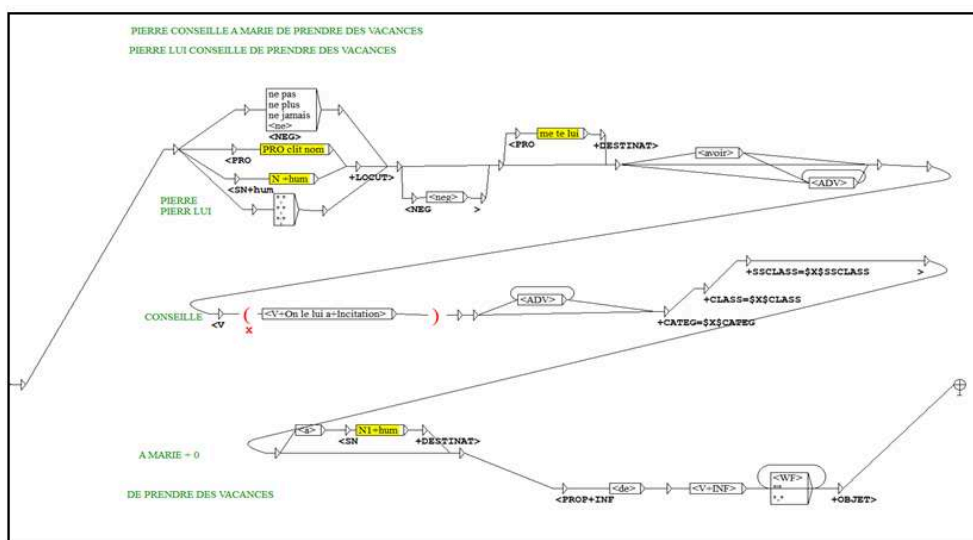 PIERRE CONSEILLE A MARIE DE PRENDRE DES VACANCES
PIERRE LUI CONSEILLE DE PRENDRE DES VACANCES
ne pas
ne plus
ne jamais
<ne>
<NEG>
<PRO
PRO clit nom
<SN+hum
N +hum
+LOCUT>
<neg>
<NEG
>
<PRO
me te lui
+DESTINAT>
<avoir>
<ADV>
PIERRE
PIERR LUI
CONSEILLE
<V
(
x
<V+On le lui a+Incitation>
)
<ADV>
+CATEG=$X$CATEG
+CLASS=$X$CLASS
+SSCLASS=$X$SSCLASS
>
A MARIE = 0
<a>
<SN
N1+hum
+DESTINAT>
DE PRENDRE DES VACANCES
<PROP+INF
<de>
<V+INF>
<WF>
+OBJET>